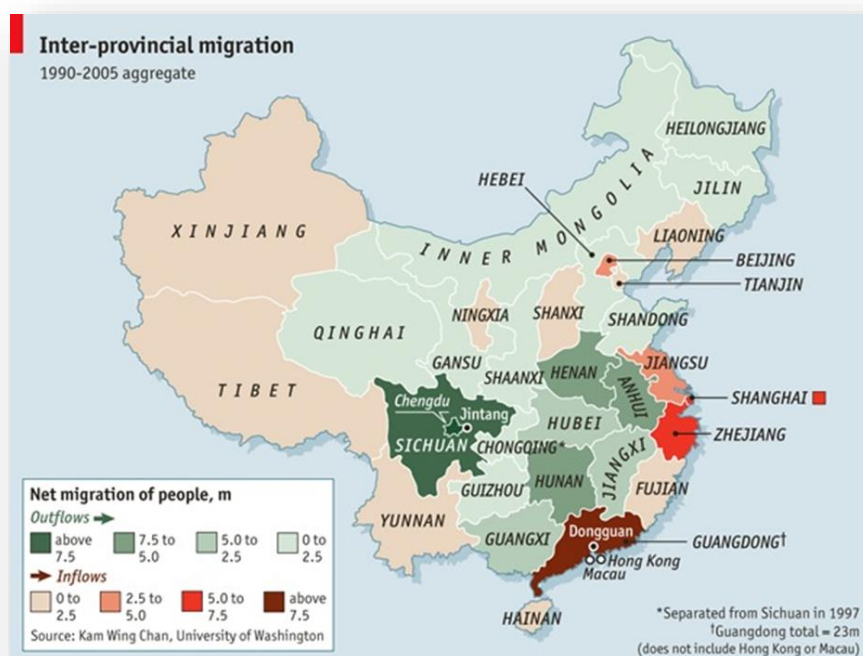 Inter-provincial migration
1990-2005 aggregate
HEILONGJIANG
HEBEI
JILIN
INNER MONGOLIA
XINJIANG
LIAONING
BEIJING
TIANJIN
NINGXIA
SHANXI
SHANDONG
QINGHAI
GANSU
JIANGSU
TIBET
SHAANXI
HENAN
ANHUI
Chengdu
Jintang
SHANGHAI
SICHUAN
CHONGQING*
HUBEI
ZHEJIANG
HUNAN
JIANGXI
GUIZHOU
FUJIAN
YUNNAN
GUANGXI
Dongguan
GUANGDONG†
Hong Kong
Macau
HAINAN
Net migration of people, m
Outflows
above 7.5
7.5 to 5.0
5.0 to 2.5
0 to 2.5
Inflows
0 to 2.5
2.5 to 5.0
5.0 to 7.5
above 7.5
Source: Kam Wing Chan, University of Washington
*Separated from Sichuan in 1997
†Guangdong total = 23m
(does not include Hong Kong or Macau)